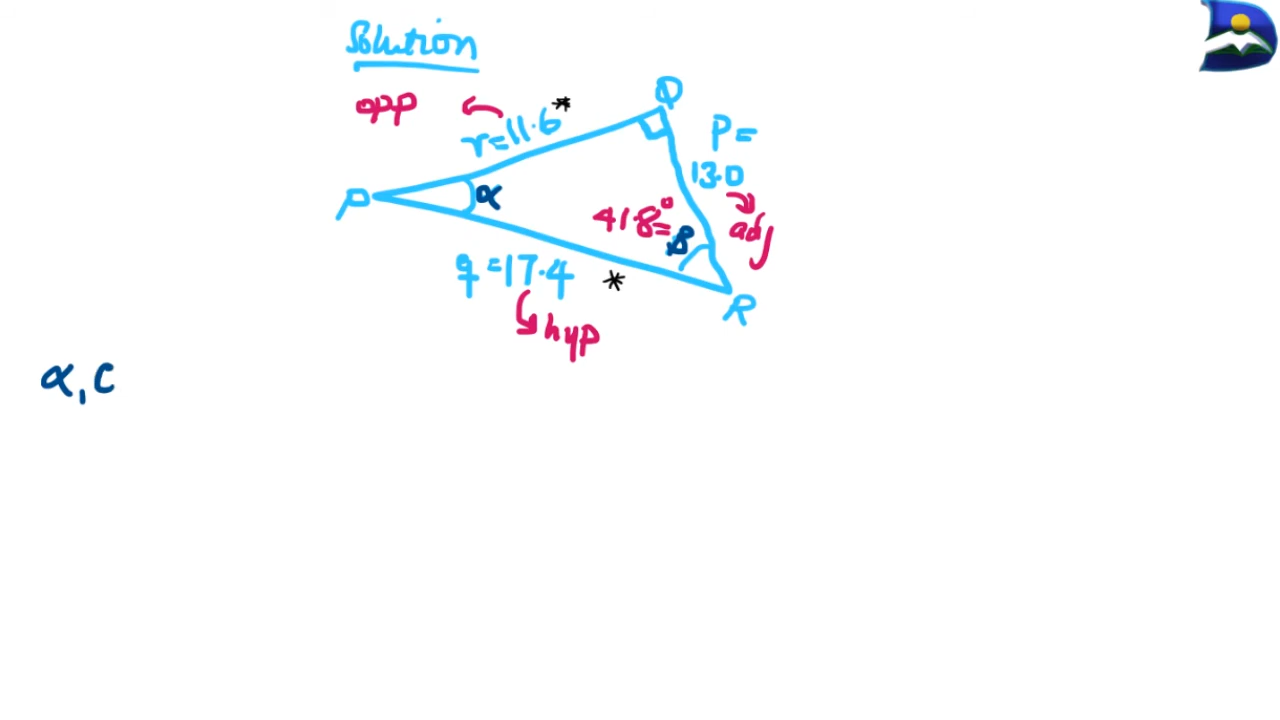 Solution
opp
r=11.6*
Q
P=
13.0
P
α
41.8°=β
adj
q=17.4 *
R
hyp
α, c